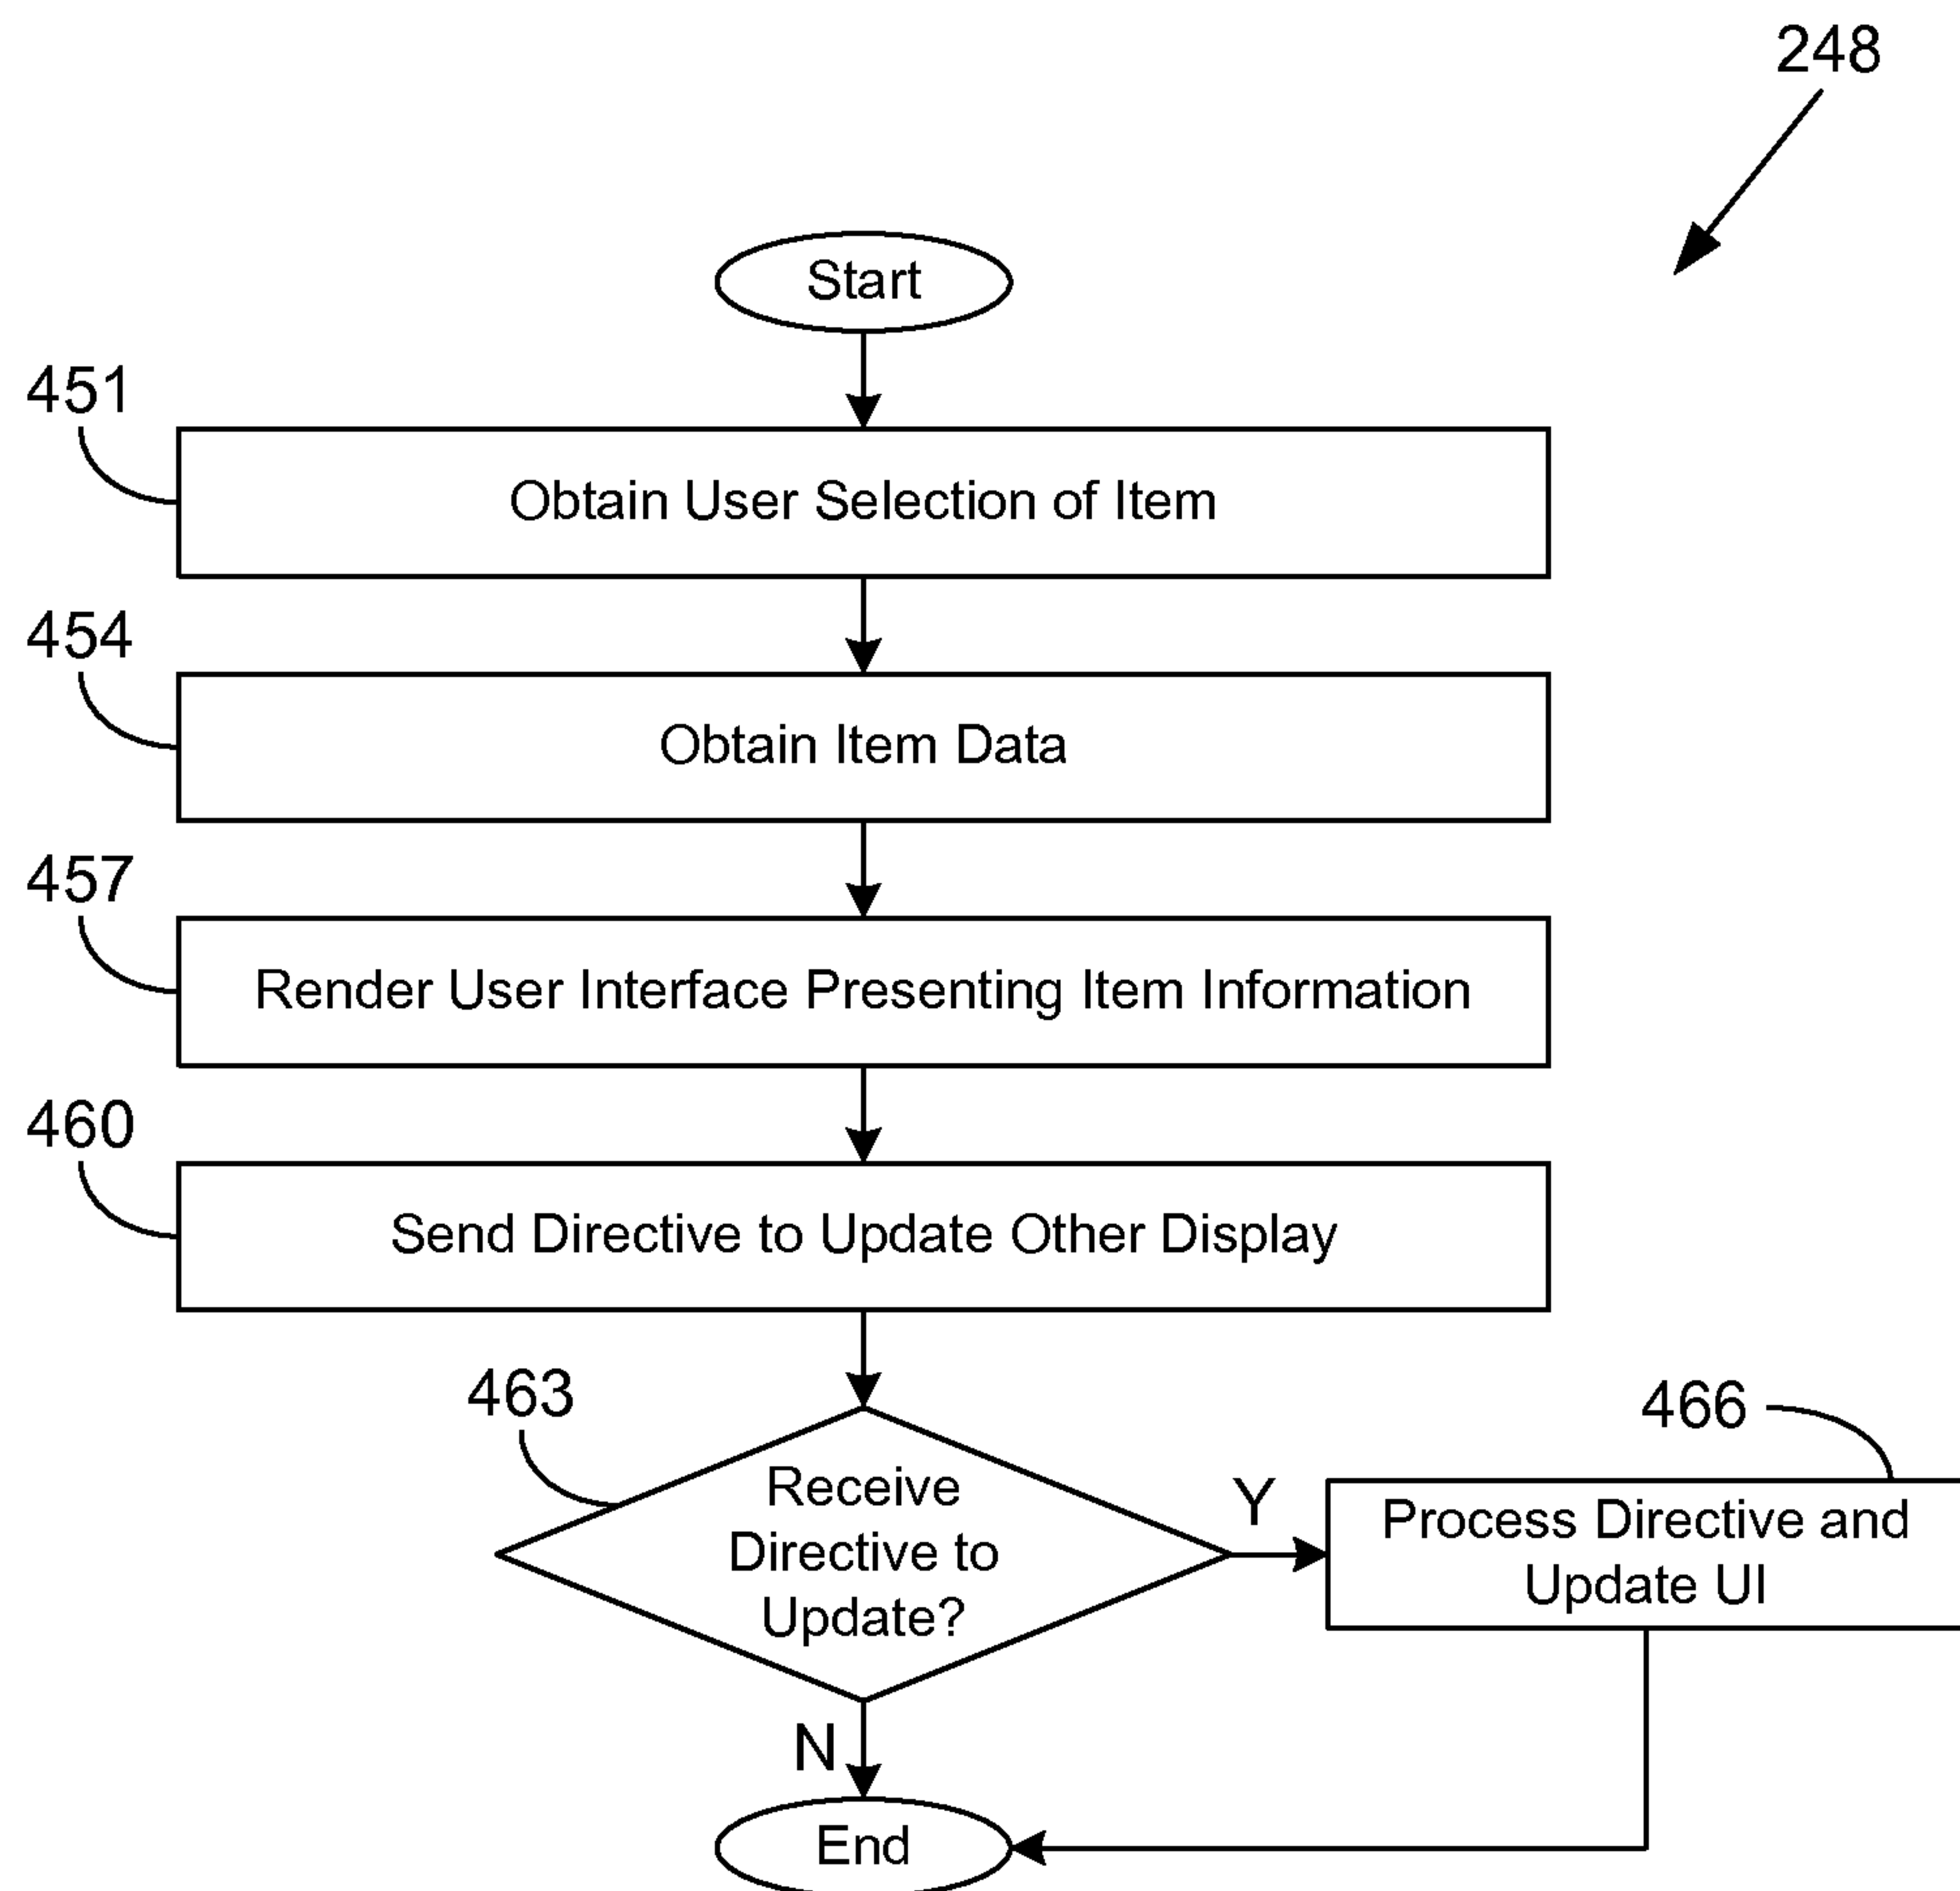 248
Start
451
Obtain User Selection of Item
454
Obtain Item Data
457
Render User Interface Presenting Item Information
460
Send Directive to Update Other Display
463
Receive
Directive to
Update?
Y
466
Process Directive and
Update UI
N
End